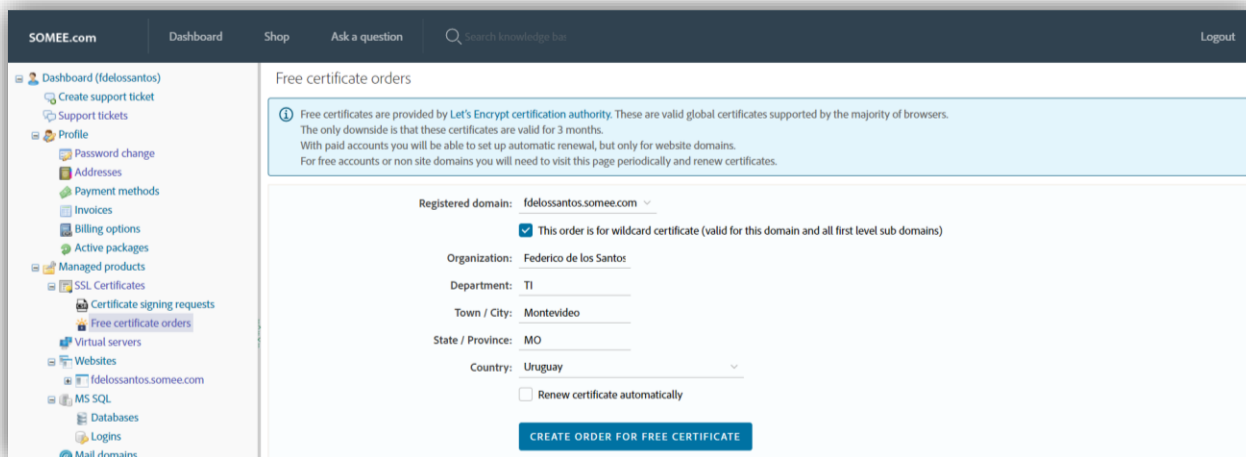 SOMEE.com Dashboard Shop Ask a question Search knowledge bas Logout
Dashboard (fdelossantos)
Create support ticket
Support tickets
Profile
Password change
Addresses
Payment methods
Invoices
Billing options
Active packages
Managed products
SSL Certificates
Certificate signing requests
Free certificate orders
Virtual servers
Websites
fdelossantos.somee.com
MS SQL
Databases
Logins
Mail domains
Free certificate orders
Free certificates are provided by Let's Encrypt certification authority. These are valid global certificates supported by the majority of browsers.
The only downside is that these certificates are valid for 3 months.
With paid accounts you will be able to set up automatic renewal, but only for website domains.
For free accounts or non site domains you will need to visit this page periodically and renew certificates.
Registered domain: fdelossantos.somee.com
This order is for wildcard certificate (valid for this domain and all first level sub domains)
Organization: Federico de los Santos
Department: TI
Town / City: Montevideo
State / Province: MO
Country: Uruguay
Renew certificate automatically
CREATE ORDER FOR FREE CERTIFICATE